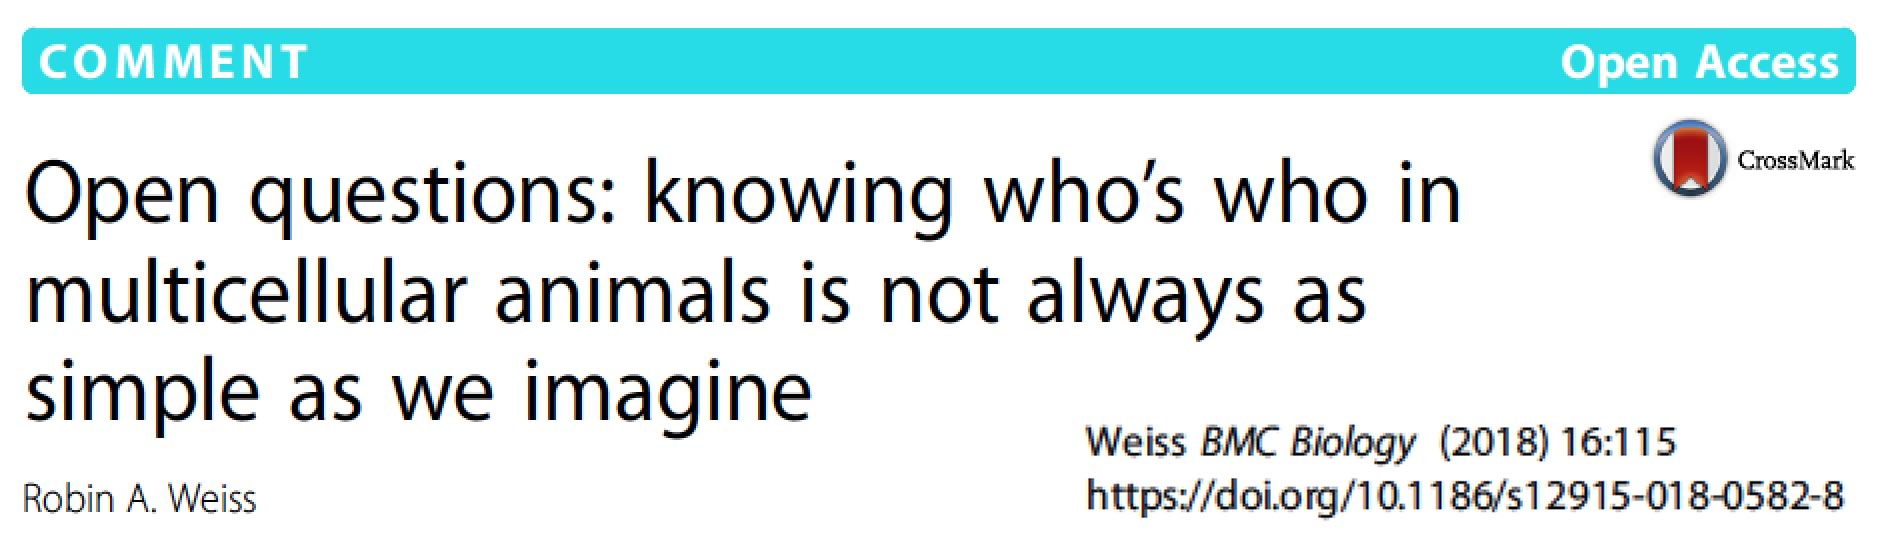 COMMENT Open Access
CrossMark
Open questions: knowing who’s who in
multicellular animals is not always as
simple as we imagine
Weiss BMC Biology (2018) 16:115
https://doi.org/10.1186/s12915-018-0582-8
Robin A. Weiss